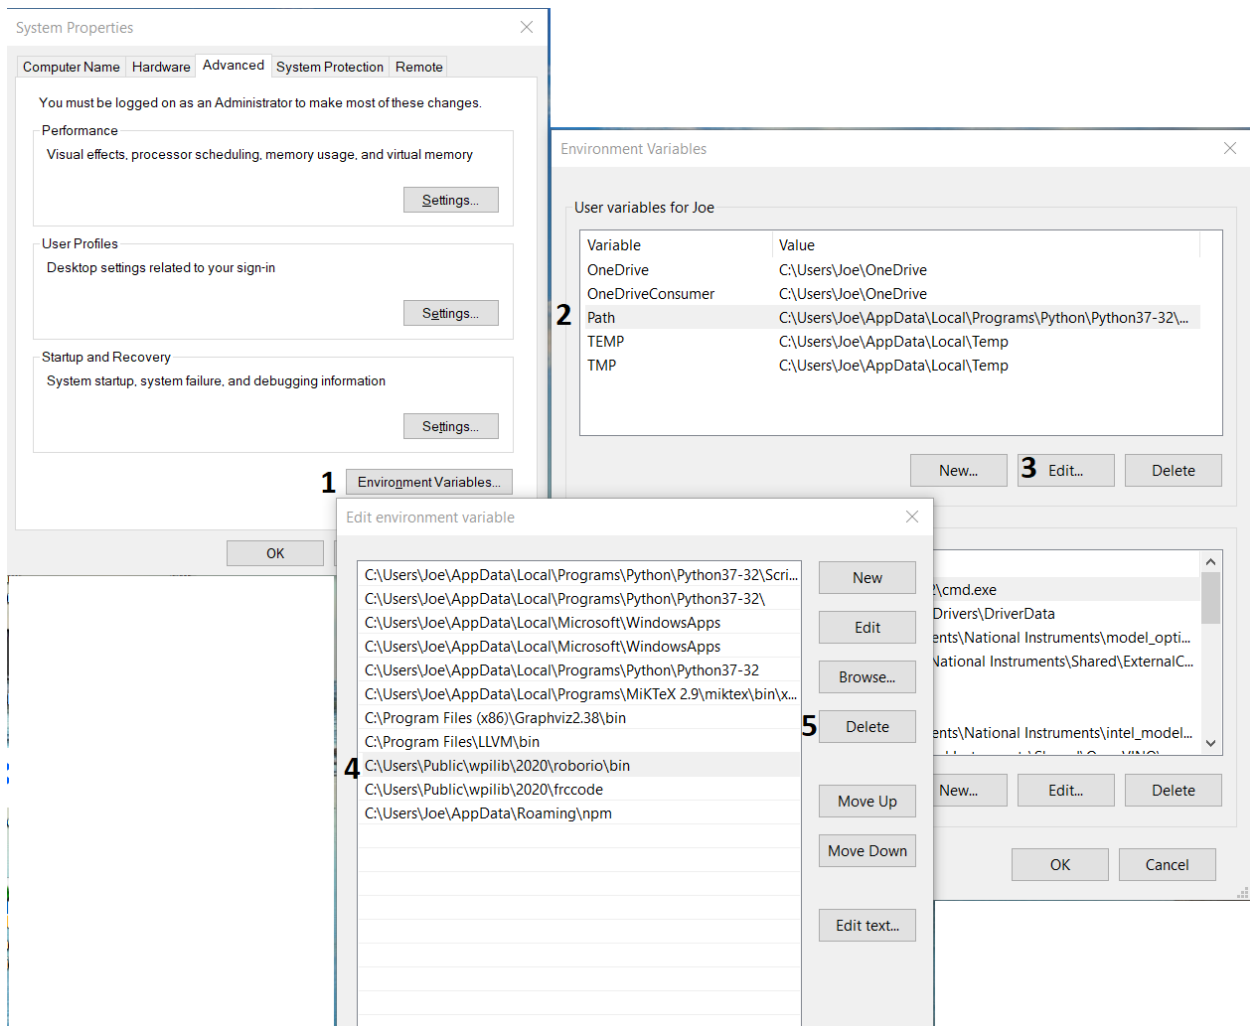 System Properties
Computer Name Hardware Advanced System Protection Remote
You must be logged on as an Administrator to make most of these changes.
Performance
Visual effects, processor scheduling, memory usage, and virtual memory
Settings...
User Profiles
Desktop settings related to your sign-in
Settings...
Startup and Recovery
System startup, system failure, and debugging information
Settings...
1 Environment Variables...
OK
Environment Variables
User variables for Joe
Variable Value
OneDrive C:\Users\Joe\OneDrive
OneDriveConsumer C:\Users\Joe\OneDrive
2 Path C:\Users\Joe\AppData\Local\Programs\Python\Python37-32\...
TEMP C:\Users\Joe\AppData\Local\Temp
TMP C:\Users\Joe\AppData\Local\Temp
New... 3 Edit... Delete
\cmd.exe
Drivers\DriverData
ents\National Instruments\model_opti...
National Instruments\Shared\ExternalC...
ents\National Instruments\intel_model...
New... Edit... Delete
OK Cancel
Edit environment variable
C:\Users\Joe\AppData\Local\Programs\Python\Python37-32\Scri...
C:\Users\Joe\AppData\Local\Programs\Python\Python37-32\
C:\Users\Joe\AppData\Local\Microsoft\WindowsApps
C:\Users\Joe\AppData\Local\Microsoft\WindowsApps
C:\Users\Joe\AppData\Local\Programs\Python\Python37-32
C:\Users\Joe\AppData\Local\Programs\MiKTeX 2.9\miktex\bin\x...
C:\Program Files (x86)\Graphviz2.38\bin
C:\Program Files\LLVM\bin
4 C:\Users\Public\wpilib\2020\roborio\bin
C:\Users\Public\wpilib\2020\frccode
C:\Users\Joe\AppData\Roaming\npm
New
Edit
Browse...
5 Delete
Move Up
Move Down
Edit text...